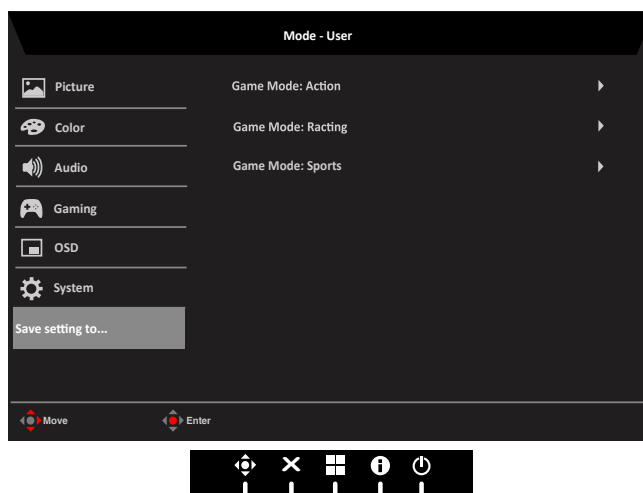 Mode - User
Picture
Game Mode: Action
Color
Game Mode: Racting
Audio
Game Mode: Sports
Gaming
OSD
System
Save setting to...
Move
Enter